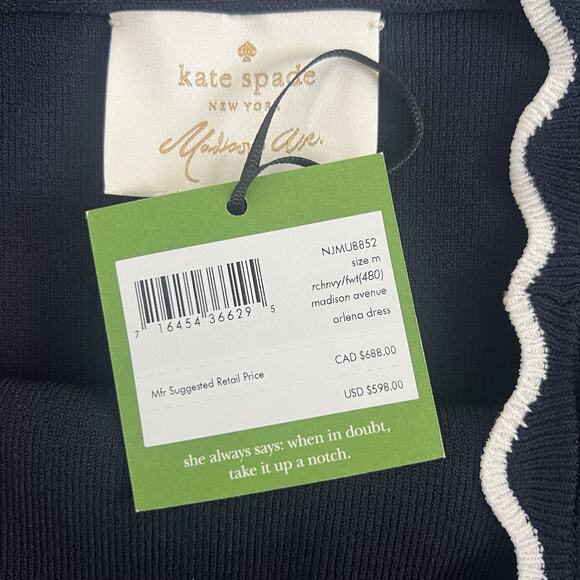 kate spade
NEW YORK
Madison Ave.
NJMU8852
size m
rchnvy/fwt(480)
madison avenue
orlena dress
7 16454 36629 5
Mfr Suggested Retail Price
CAD $688.00
USD $598.00
she always says: when in doubt,
take it up a notch.